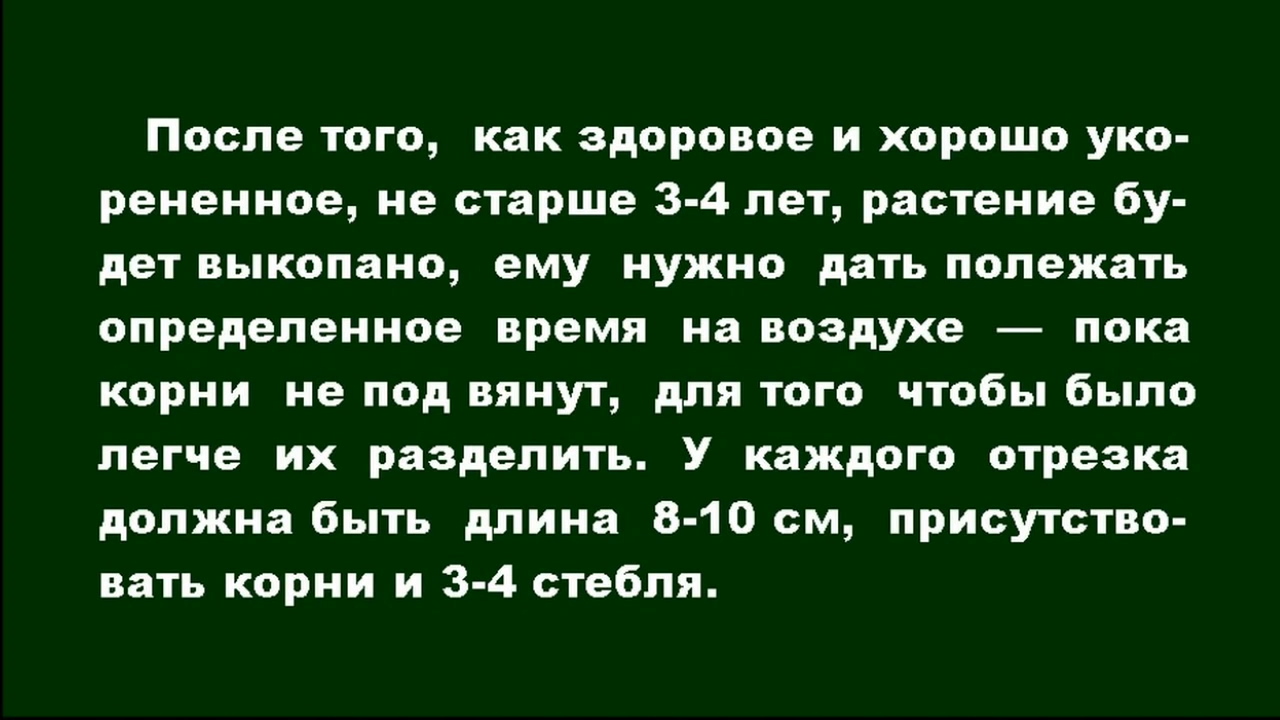 После того, как здоровое и хорошо уко-
рененное, не старше 3-4 лет, растение бу-
дет выкопано, ему нужно дать полежать
определенное время на воздухе — пока
корни не под вянут, для того чтобы было
легче их разделить. У каждого отрезка
должна быть длина 8-10 см, присутство-
вать корни и 3-4 стебля.